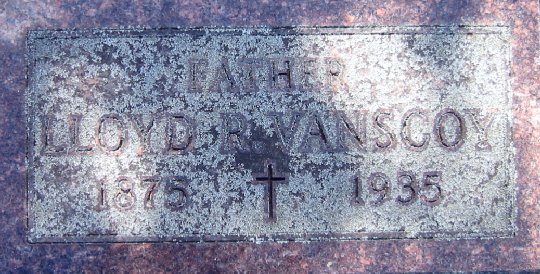 FATHER
LLOYD R. VANSCOY
1875 1935